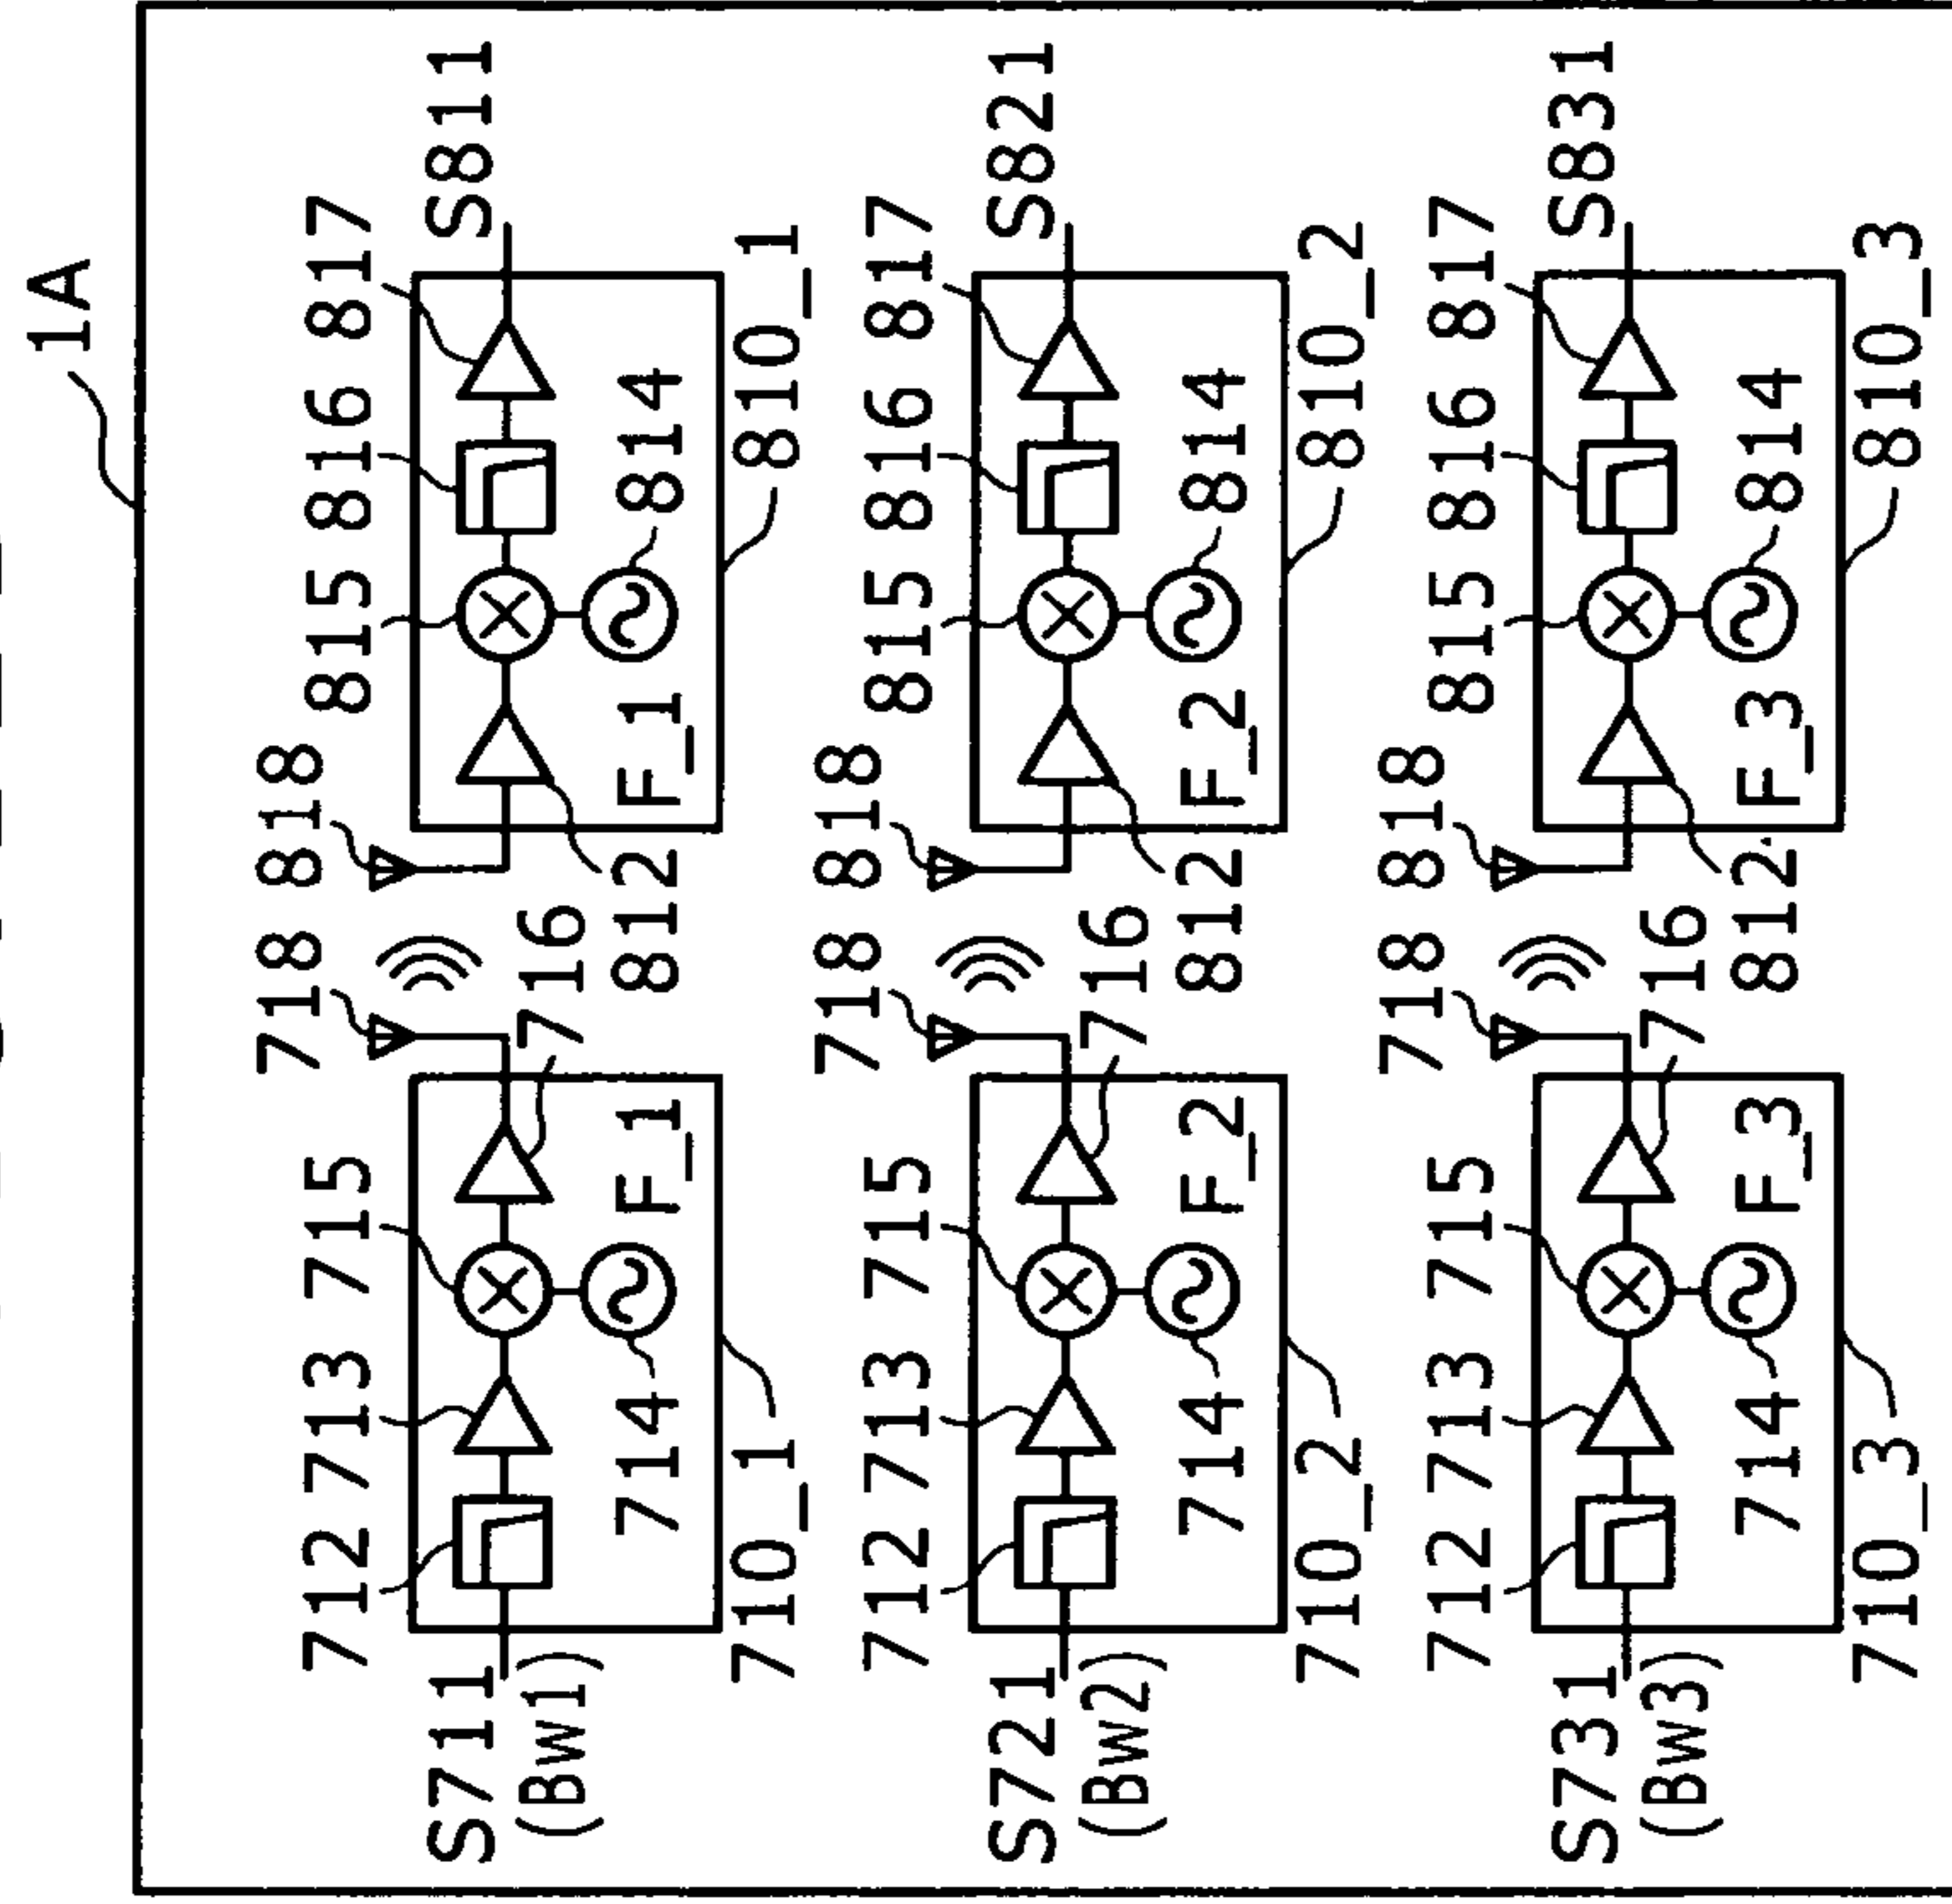 1A
718 818
712 713 715 815 816 817
S711 S811
(Bw1) 716
714 F_1 812 F_1 814
710_1 810_1
718 818
712 713 715 815 816 817
S721 S821
(Bw2) 716
714 F_2 812 F_2 814
710_2 810_2
718 818
712 713 715 815 816 817
S731 S831
(Bw3) 716
714 F_3 812 F_3 814
710_3 810_3